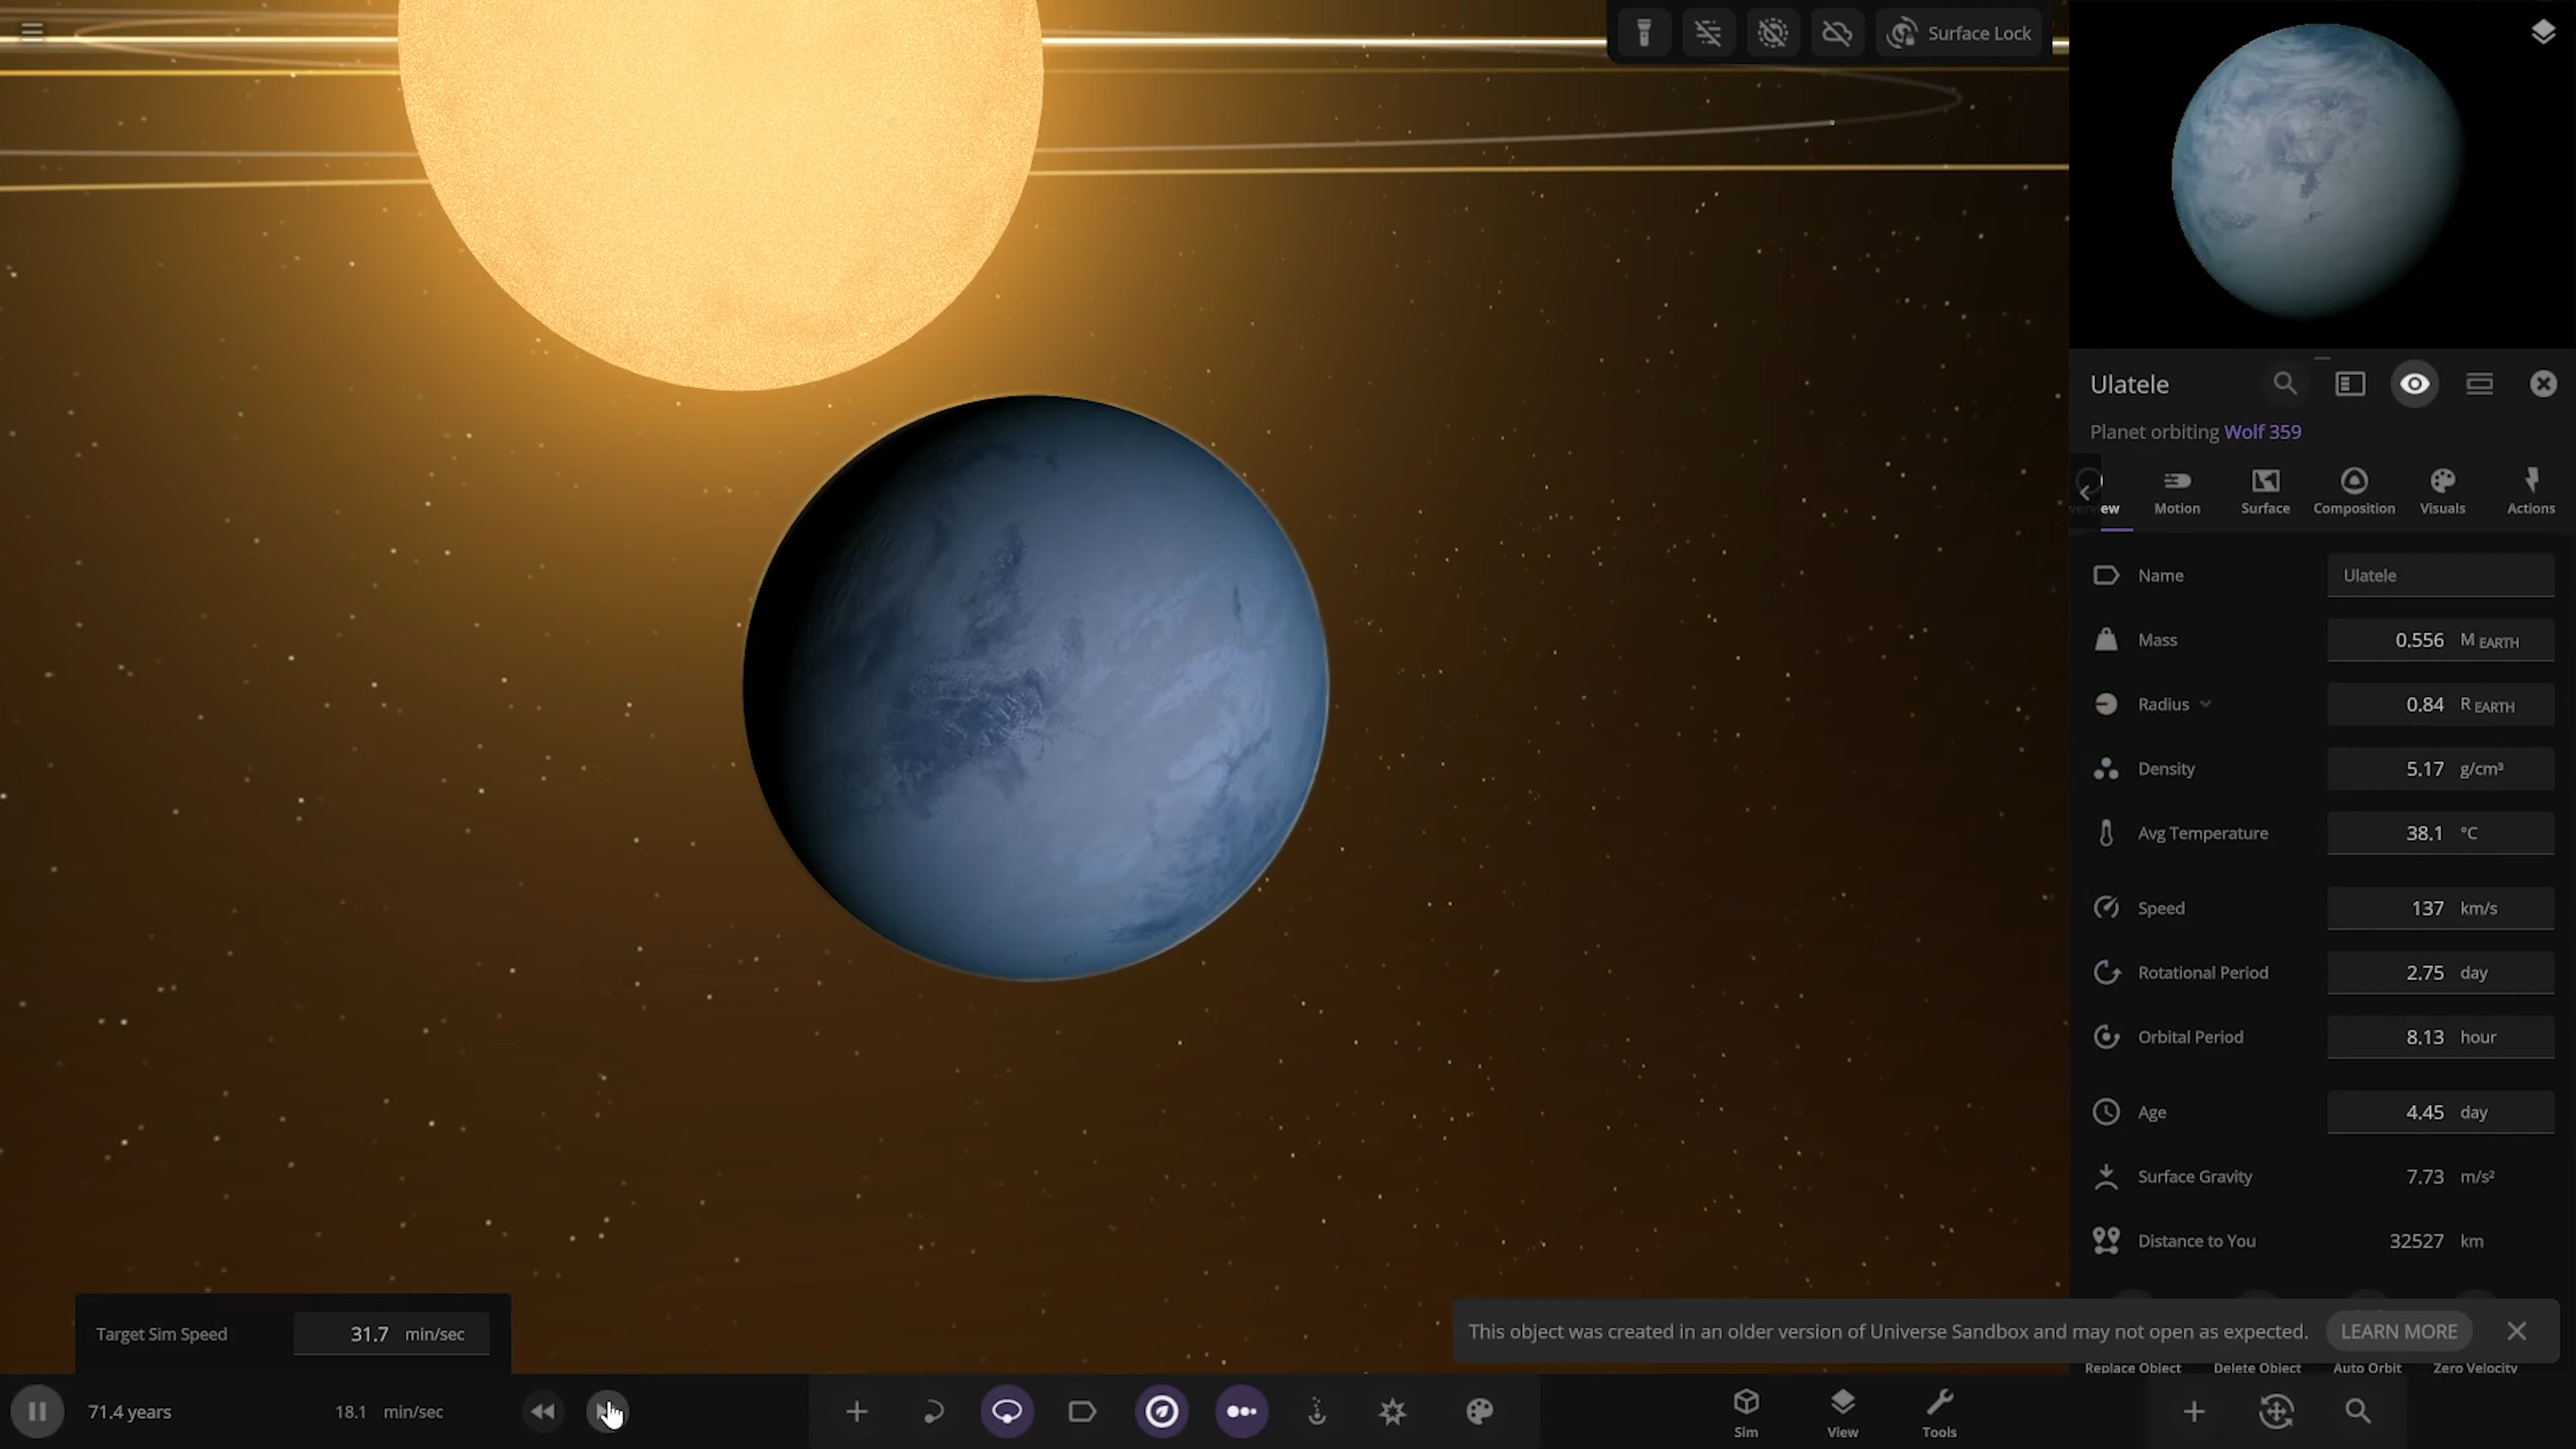 Surface Lock
Ulatele
Planet orbiting Wolf 359
ew Motion Surface Composition Visuals Actions
Name Ulatele
Mass 0.556 M EARTH
Radius 0.84 R EARTH
Density 5.17 g/cm³
Avg Temperature 38.1 °C
Speed 137 km/s
Rotational Period 2.75 day
Orbital Period 8.13 hour
Age 4.45 day
Surface Gravity 7.73 m/s²
Distance to You 32527 km
Target Sim Speed 31.7 min/sec
This object was created in an older version of Universe Sandbox and may not open as expected. LEARN MORE
Replace Object Delete Object Auto Orbit Zero Velocity
71.4 years 18.1 min/sec
Sim View Tools